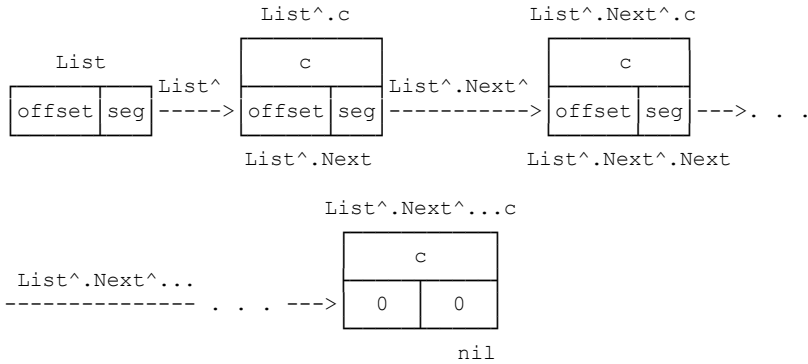 List^.c List^.Next^.c
List c c
List^ List^.Next^
offset seg -----> offset seg -----------> offset seg --->. . .
List^.Next List^.Next^.Next
List^.Next^...c
c
List^.Next^...
--------------- . . . ---> 0 0
nil